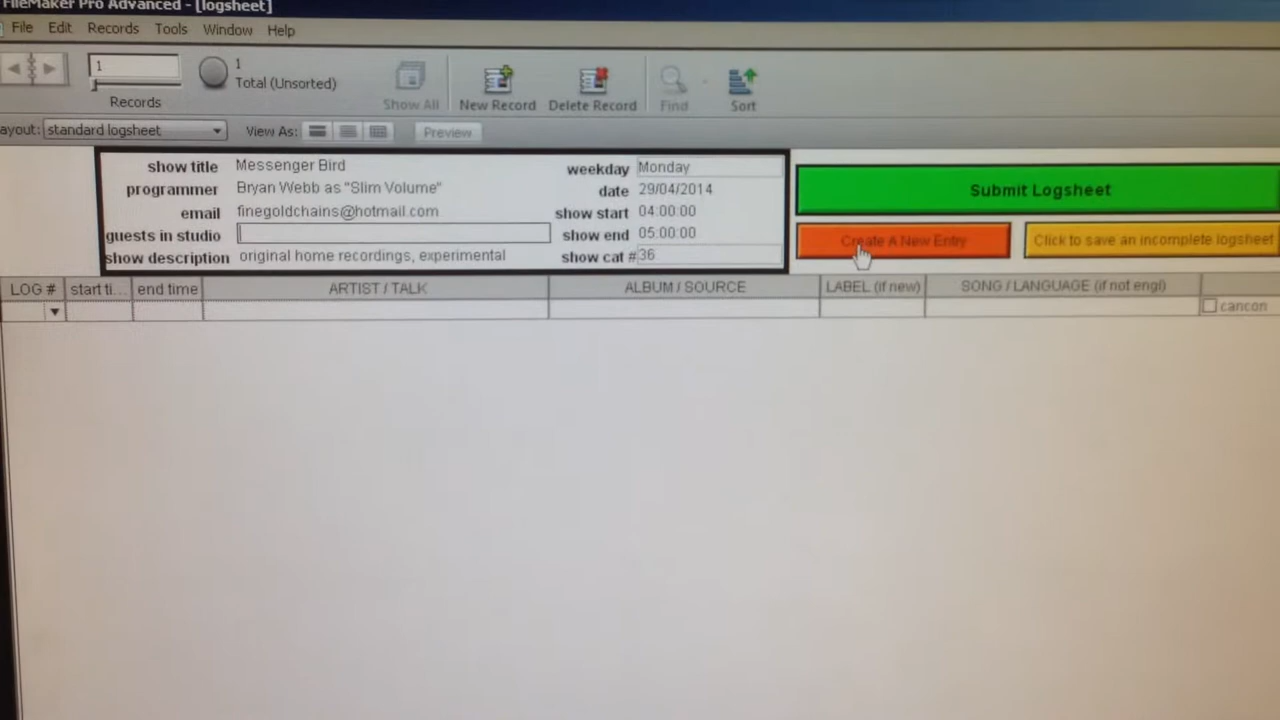 FileMaker Pro Advanced - [logsheet]
File Edit Records Tools Window Help
1
1
Total (Unsorted)
Records
Show All
New Record
Delete Record
Find
Sort
ayout: standard logsheet
View As:
Preview
show title Messenger Bird
weekday Monday
programmer Bryan Webb as "Slim Volume"
date 29/04/2014
email finegoldchains@hotmail.com
show start 04:00:00
guests in studio
show end 05:00:00
show description original home recordings, experimental
show cat # 36
Submit Logsheet
Create A New Entry
Click to save an incomplete logsheet
LOG # start ti... end time ARTIST / TALK ALBUM / SOURCE LABEL (if new) SONG / LANGUAGE (if not engl)
cancon